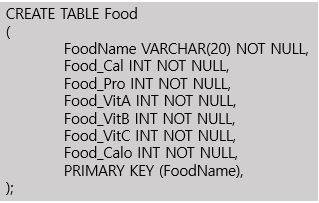 CREATE TABLE Food
(
FoodName VARCHAR(20) NOT NULL,
Food_Cal INT NOT NULL,
Food_Pro INT NOT NULL,
Food_VitA INT NOT NULL,
Food_VitB INT NOT NULL,
Food_VitC INT NOT NULL,
Food_Calo INT NOT NULL,
PRIMARY KEY (FoodName),
);